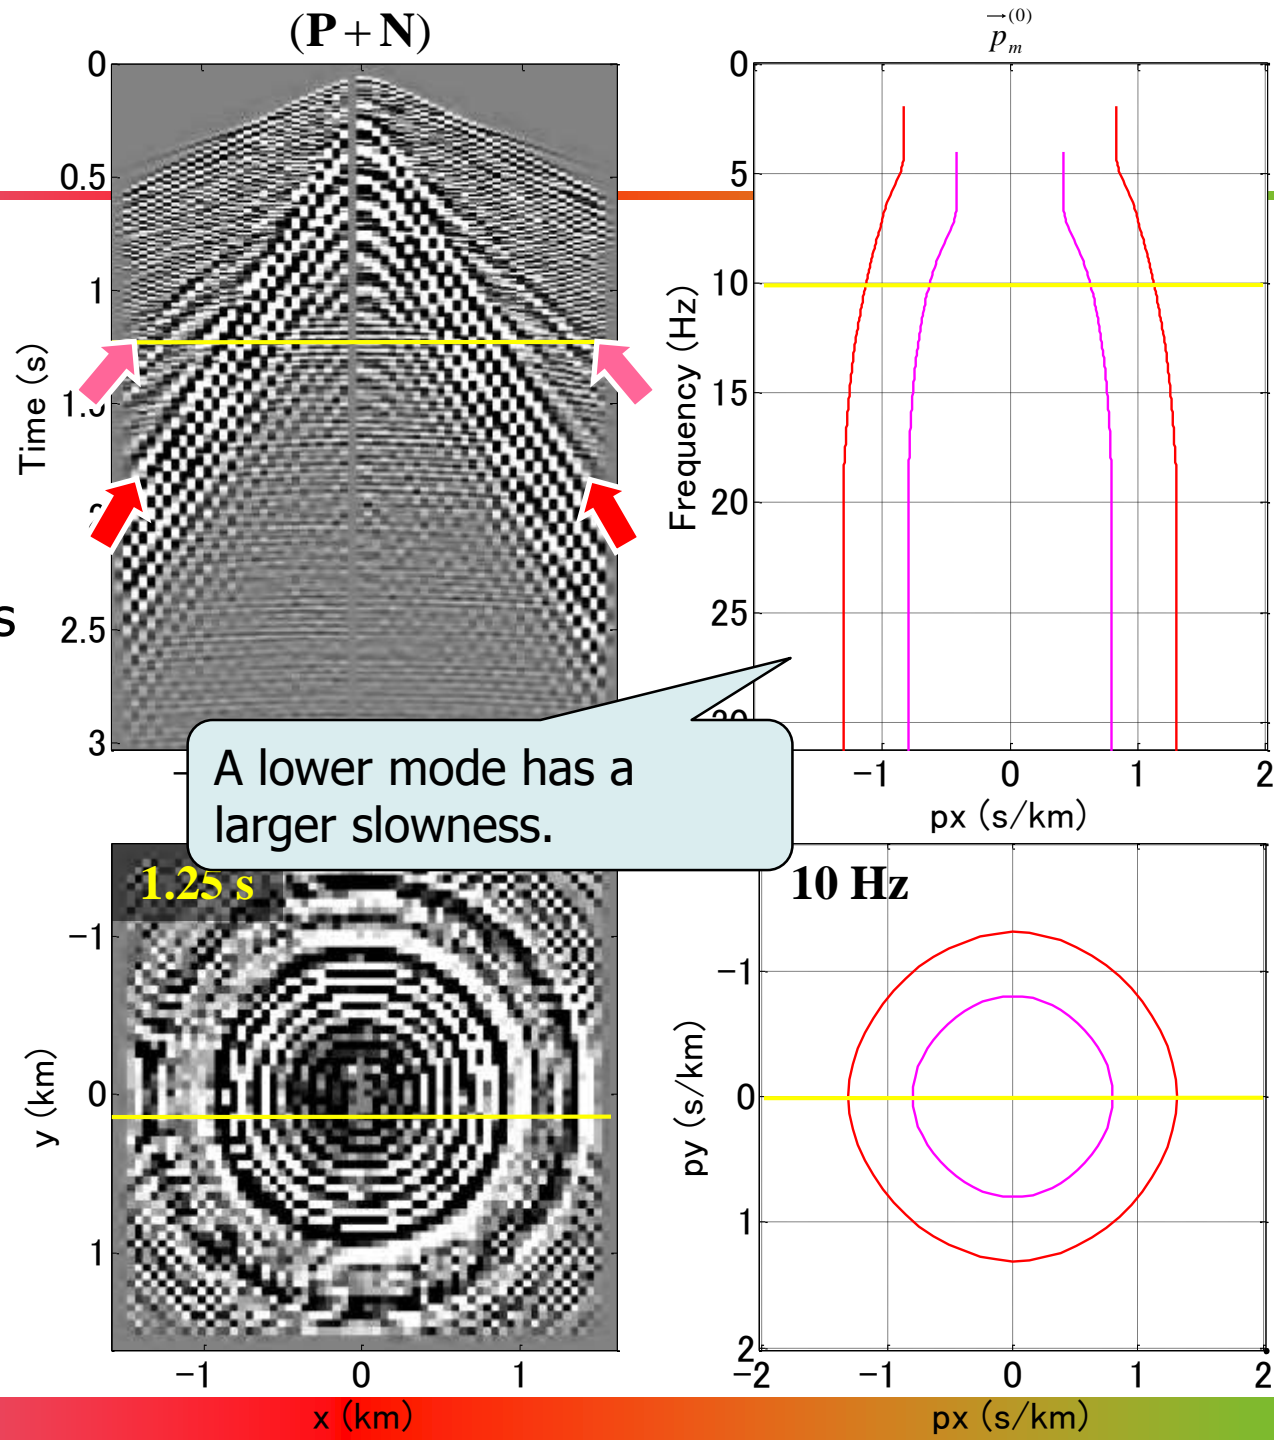 (P + N)
p_m^(0)
0
0.5
1
1.5
2.5
3
Time (s)
0
5
10
15
20
25
Frequency (Hz)
-1
0
1
2
px (s/km)
s
A lower mode has a
larger slowness.
1.25 s
-1
0
1
y (km)
-1
0
1
x (km)
10 Hz
-1
0
1
2
py (s/km)
-2
-1
0
1
2
px (s/km)